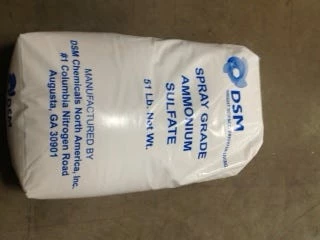 DSM
SPRAY GRADE
AMMONIUM
SULFATE
51 Lb. Net Wt.
MANUFACTURED BY
DSM Chemicals North America, Inc.
#1 Columbia Nitrogen Road
Augusta, GA 30901
DSM